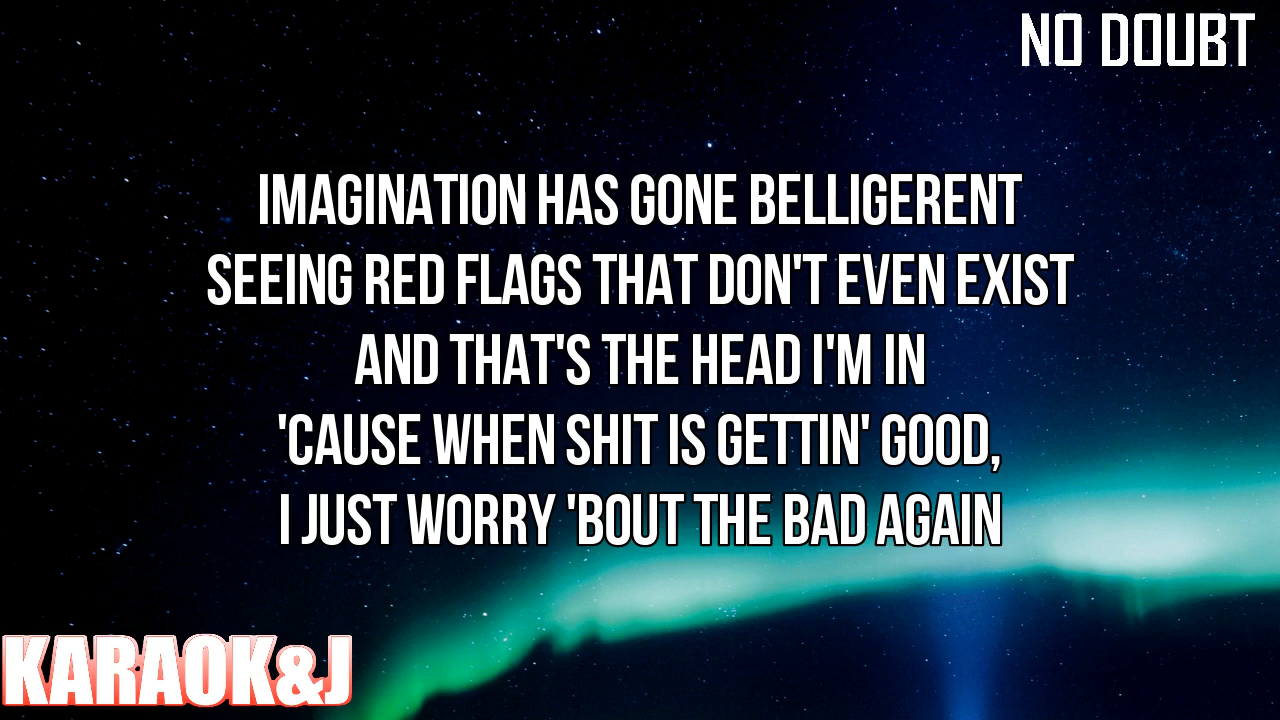 NO DOUBT
IMAGINATION HAS GONE BELLIGERENT
SEEING RED FLAGS THAT DON'T EVEN EXIST
AND THAT'S THE HEAD I'M IN
'CAUSE WHEN SHIT IS GETTIN' GOOD,
I JUST WORRY 'BOUT THE BAD AGAIN
KARAOK&J